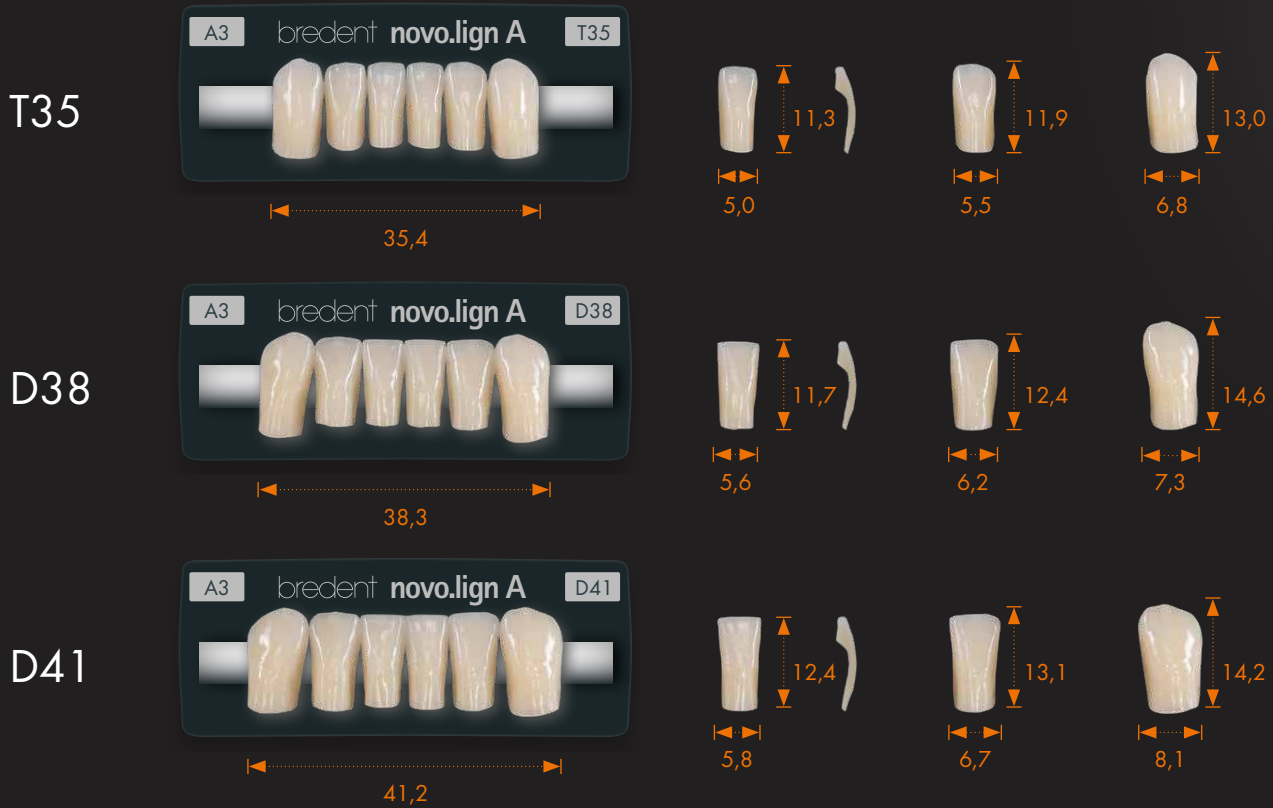 T35
A3 bredent novo.lign A T35
11,3 11,9 13,0
5,0 5,5 6,8
35,4
D38
A3 bredent novo.lign A D38
11,7 12,4 14,6
5,6 6,2 7,3
38,3
D41
A3 bredent novo.lign A D41
12,4 13,1 14,2
5,8 6,7 8,1
41,2